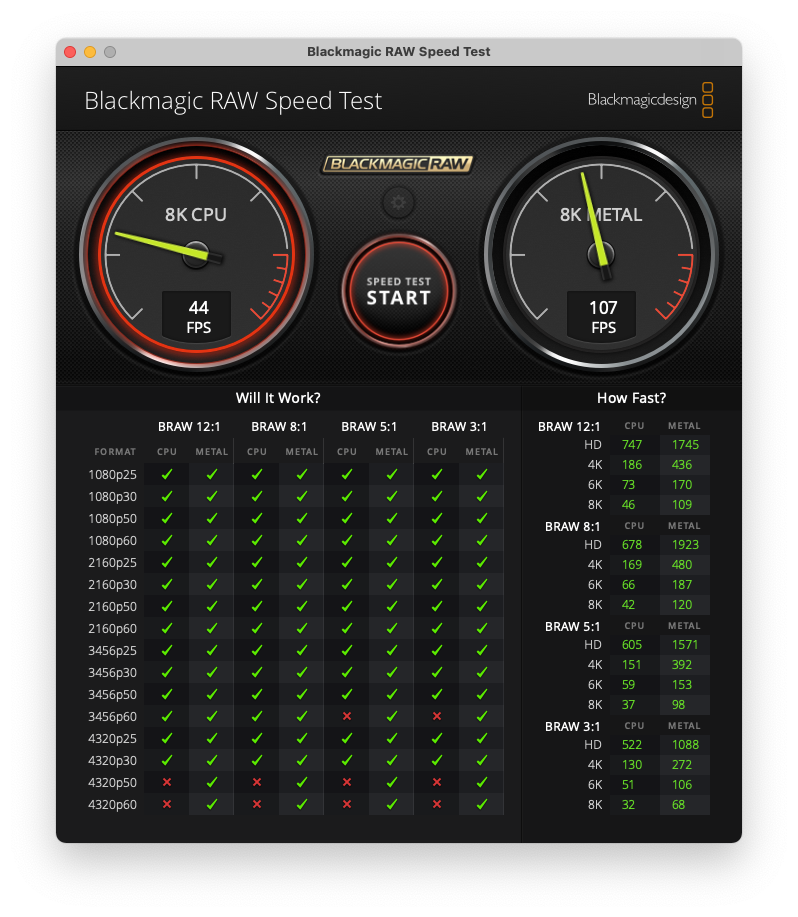 Blackmagic RAW Speed Test
Blackmagic RAW Speed Test
Blackmagicdesign
BLACKMAGIC RAW
8K CPU
44
FPS
SPEED TEST
START
8K METAL
107
FPS
Will It Work?
BRAW 12:1 BRAW 8:1 BRAW 5:1 BRAW 3:1
FORMAT CPU METAL CPU METAL CPU METAL CPU METAL
1080p25 ✓ ✓ ✓ ✓ ✓ ✓ ✓ ✓
1080p30 ✓ ✓ ✓ ✓ ✓ ✓ ✓ ✓
1080p50 ✓ ✓ ✓ ✓ ✓ ✓ ✓ ✓
1080p60 ✓ ✓ ✓ ✓ ✓ ✓ ✓ ✓
2160p25 ✓ ✓ ✓ ✓ ✓ ✓ ✓ ✓
2160p30 ✓ ✓ ✓ ✓ ✓ ✓ ✓ ✓
2160p50 ✓ ✓ ✓ ✓ ✓ ✓ ✓ ✓
2160p60 ✓ ✓ ✓ ✓ ✓ ✓ ✓ ✓
3456p25 ✓ ✓ ✓ ✓ ✓ ✓ ✓ ✓
3456p30 ✓ ✓ ✓ ✓ ✓ ✓ ✓ ✓
3456p50 ✓ ✓ ✓ ✓ ✓ ✓ ✓ ✓
3456p60 ✓ ✓ ✓ ✓ ✗ ✓ ✗ ✓
4320p25 ✓ ✓ ✓ ✓ ✓ ✓ ✓ ✓
4320p30 ✓ ✓ ✓ ✓ ✓ ✓ ✓ ✓
4320p50 ✗ ✓ ✗ ✓ ✗ ✓ ✗ ✓
4320p60 ✗ ✓ ✗ ✓ ✗ ✓ ✗ ✓
How Fast?
BRAW 12:1 CPU METAL
HD 747 1745
4K 186 436
6K 73 170
8K 46 109
BRAW 8:1 CPU METAL
HD 678 1923
4K 169 480
6K 66 187
8K 42 120
BRAW 5:1 CPU METAL
HD 605 1571
4K 151 392
6K 59 153
8K 37 98
BRAW 3:1 CPU METAL
HD 522 1088
4K 130 272
6K 51 106
8K 32 68